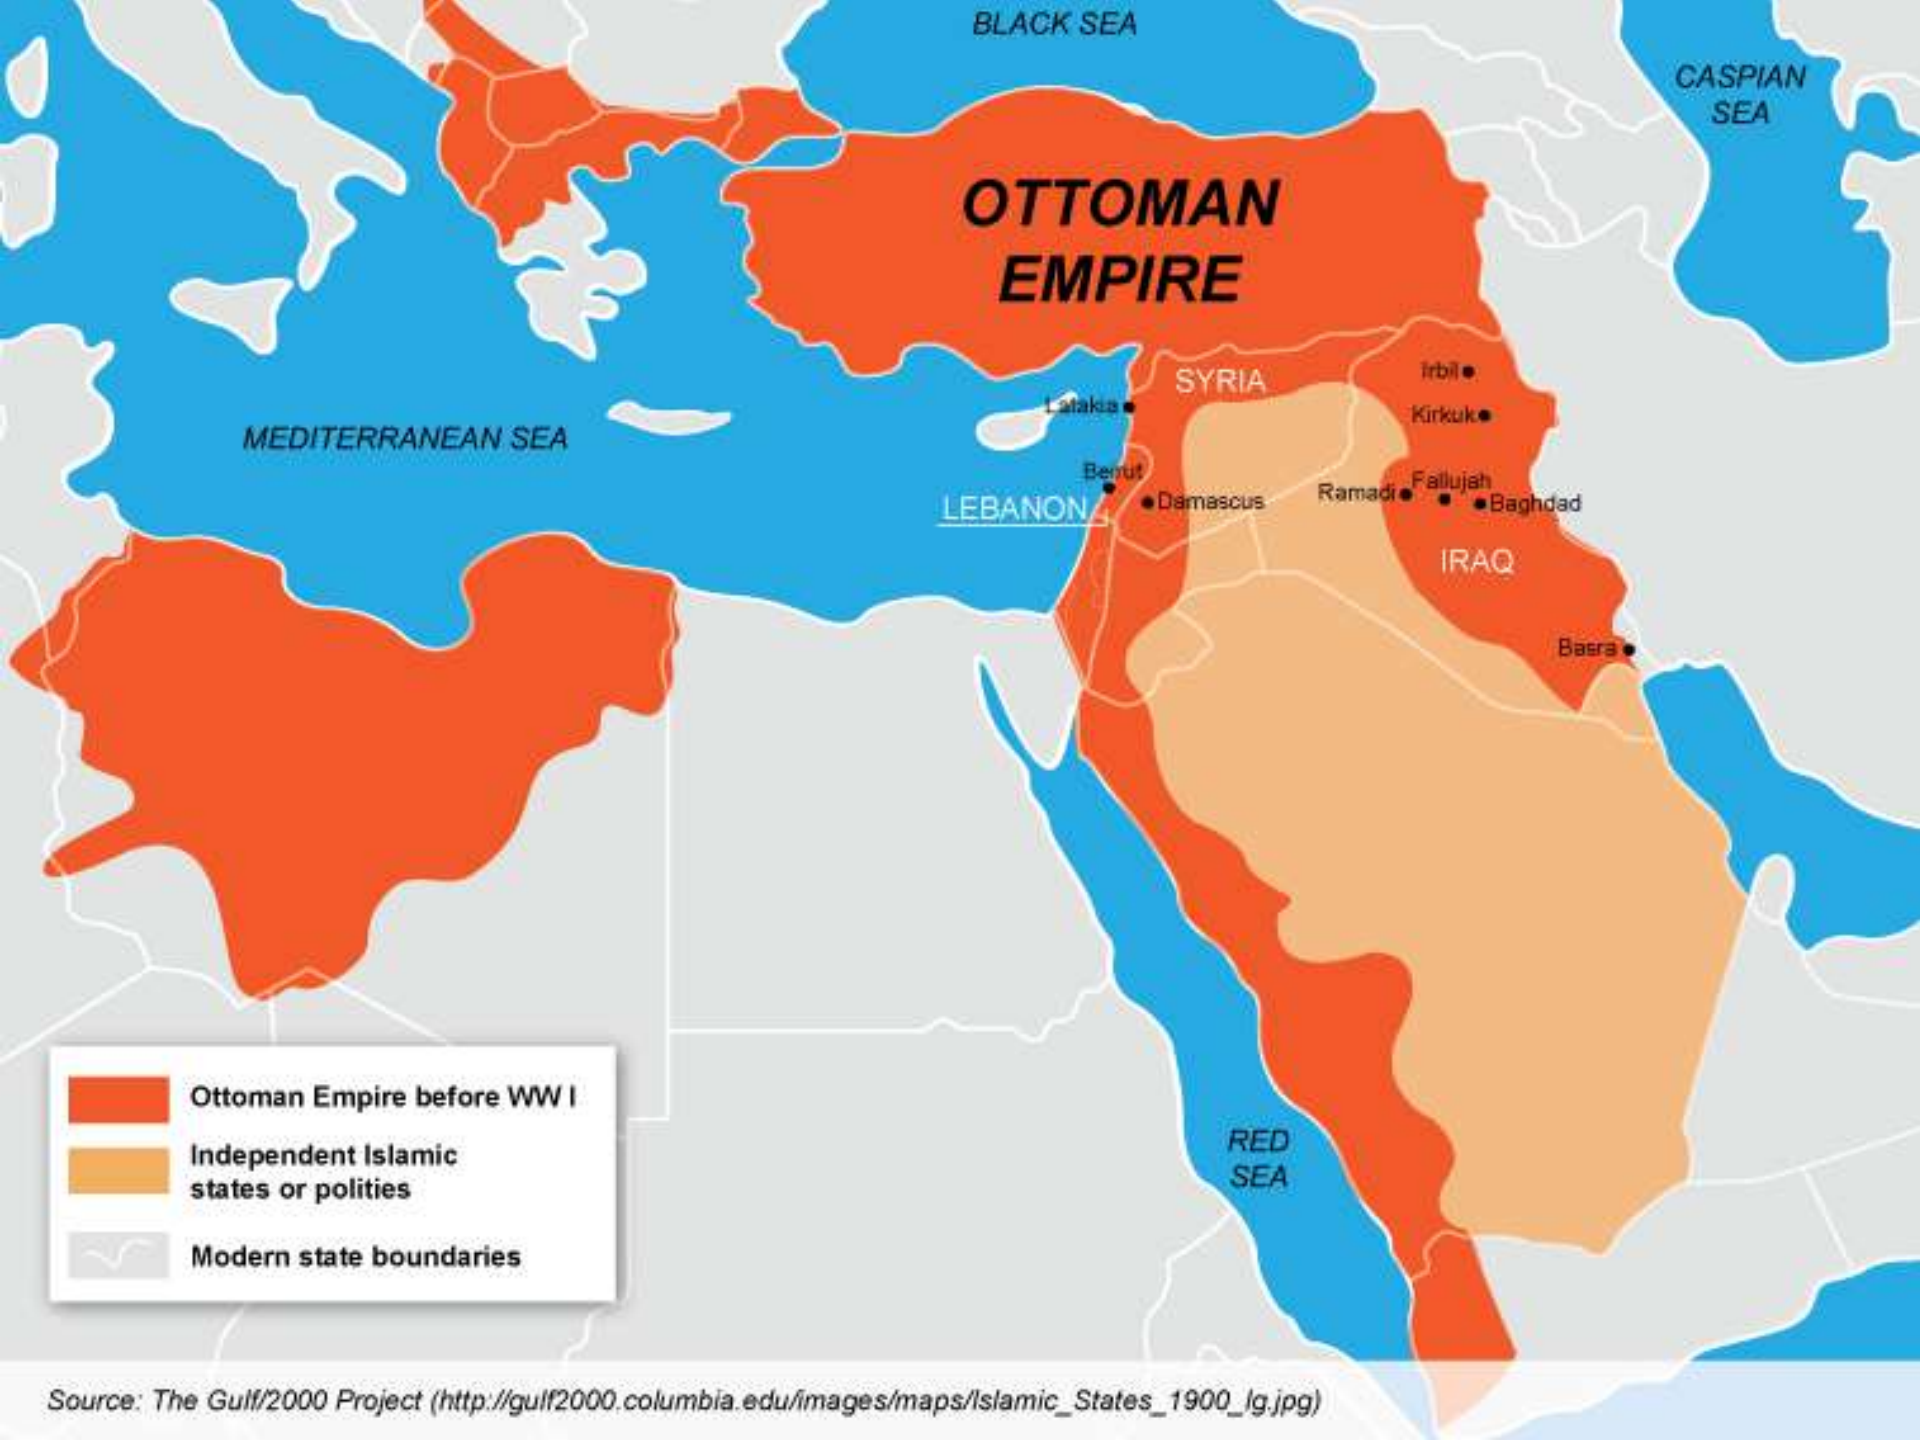 BLACK SEA
CASPIAN
SEA
OTTOMAN
EMPIRE
SYRIA
Irbil
Latakia
Kirkuk
MEDITERRANEAN SEA
Beirut
LEBANON
Damascus
Ramadi
Fallujah
Baghdad
IRAQ
Basra
Ottoman Empire before WW I
Independent Islamic
states or polities
Modern state boundaries
RED
SEA
Source: The Gulf/2000 Project (http://gulf2000.columbia.edu/images/maps/Islamic_States_1900_lg.jpg)